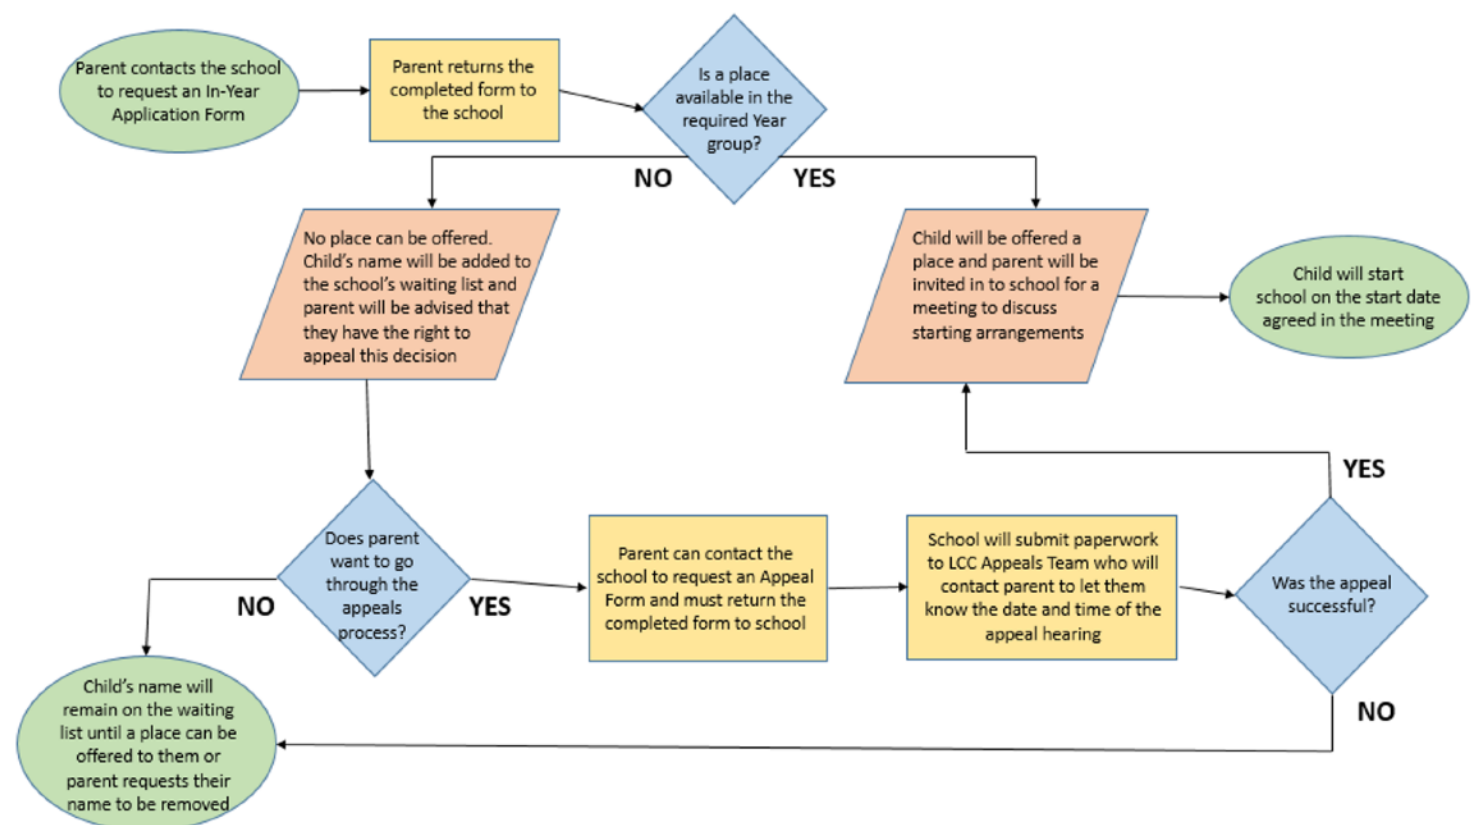 Parent contacts the school
to request an In-Year
Application Form
Parent returns the
completed form to
the school
Is a place
available in the
required Year
group?
NO
YES
No place can be offered.
Child's name will be added to
the school's waiting list and
parent will be advised that
they have the right to
appeal this decision
Child will be offered a
place and parent will be
invited in to school for a
meeting to discuss
starting arrangements
Child will start
school on the start date
agreed in the meeting
Does parent
want to go
through the
appeals
process?
NO
YES
Parent can contact the
school to request an Appeal
Form and must return the
completed form to school
School will submit paperwork
to LCC Appeals Team who will
contact parent to let them
know the date and time of the
appeal hearing
Was the appeal
successful?
YES
NO
Child's name will
remain on the waiting
list until a place can be
offered to them or
parent requests their
name to be removed